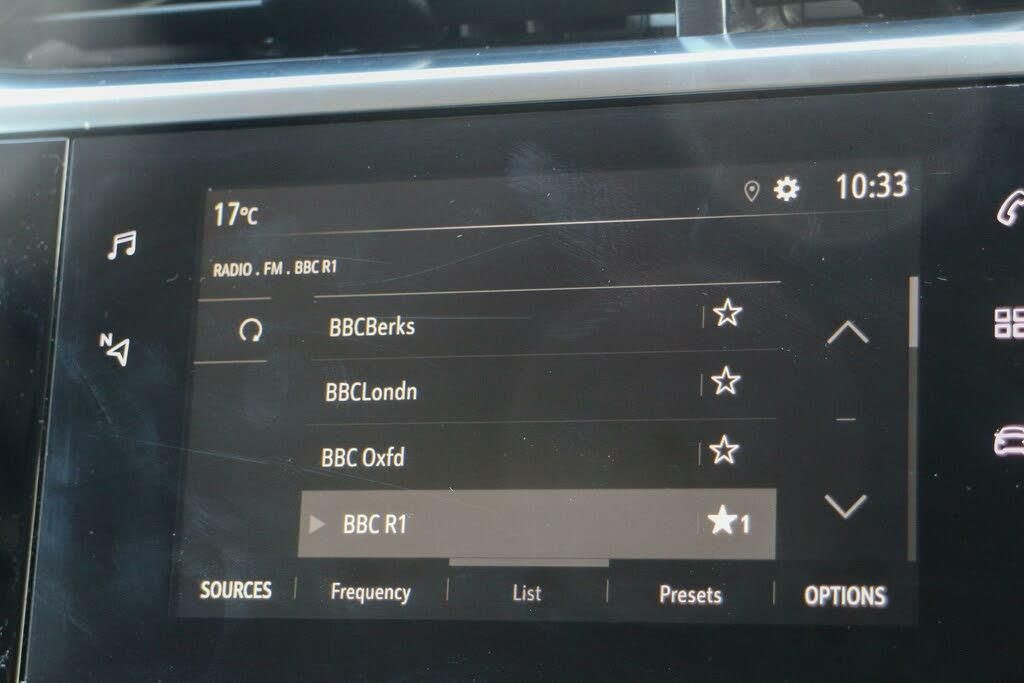 17°C
10:33
RADIO . FM . BBC R1
BBCBerks
BBCLondn
BBC Oxfd
BBC R1
1
SOURCES
Frequency
List
Presets
OPTIONS
N